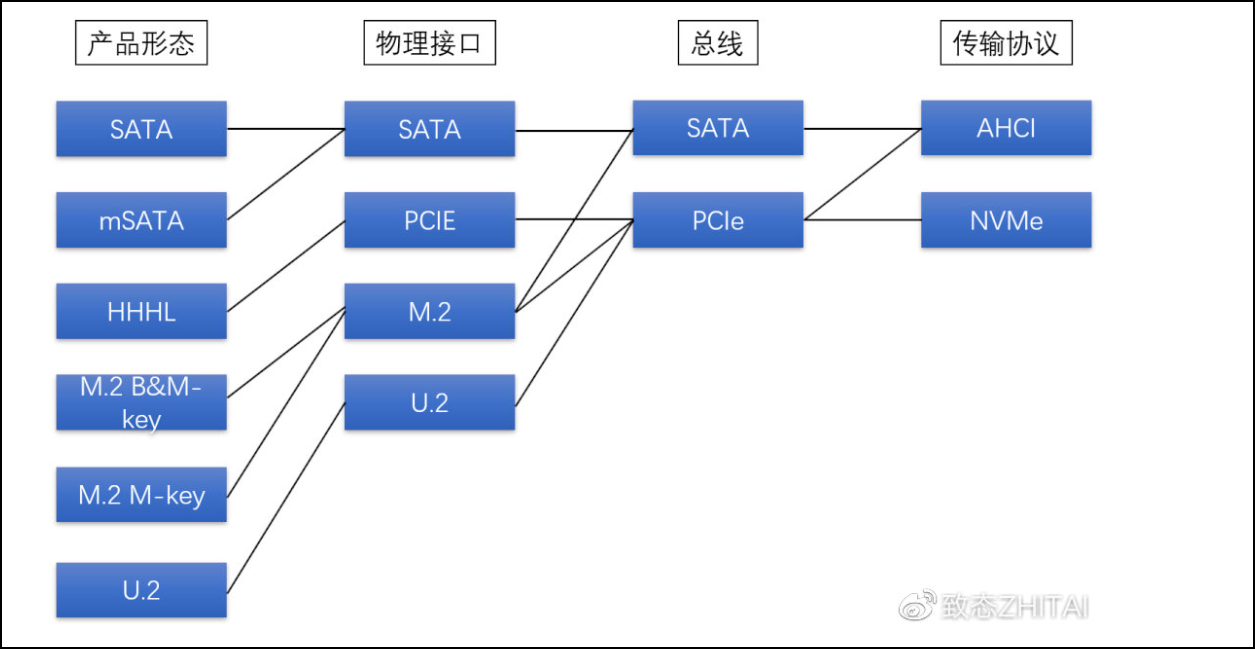 产品形态
物理接口
总线
传输协议
SATA
SATA
SATA
AHCI
mSATA
PCIE
PCIe
NVMe
HHHL
M.2
M.2 B&M-
key
U.2
M.2 M-key
U.2
致态ZHITAI